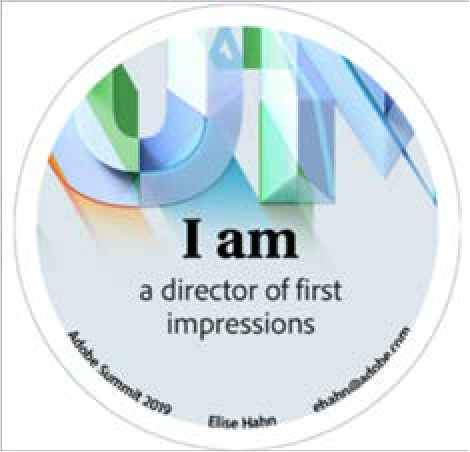 I am
a director of first
impressions
Adobe Summit 2019
Elise Hahn
ehahn@adobe.com